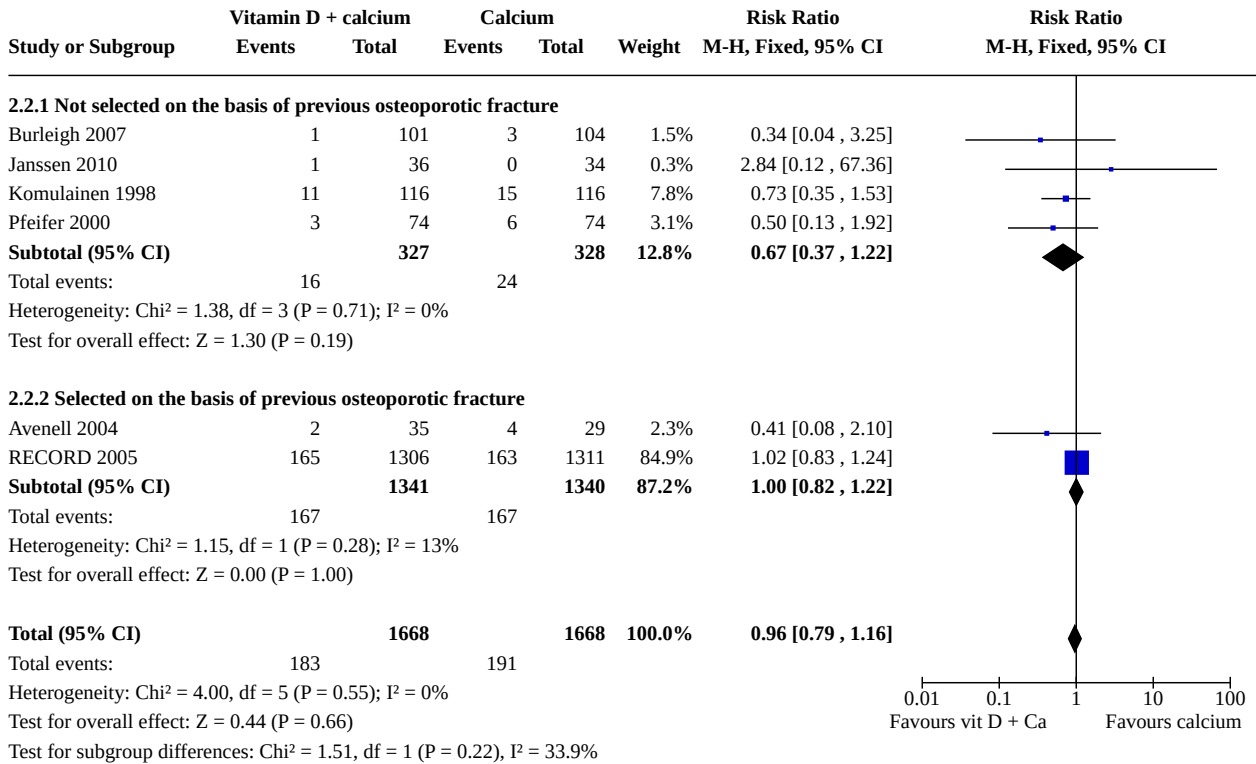 Vitamin D + calcium Calcium Risk Ratio Risk Ratio
Study or Subgroup Events Total Events Total Weight M-H, Fixed, 95% CI M-H, Fixed, 95% CI
2.2.1 Not selected on the basis of previous osteoporotic fracture
Burleigh 2007 1 101 3 104 1.5% 0.34 [0.04 , 3.25]
Janssen 2010 1 36 0 34 0.3% 2.84 [0.12 , 67.36]
Komulainen 1998 11 116 15 116 7.8% 0.73 [0.35 , 1.53]
Pfeifer 2000 3 74 6 74 3.1% 0.50 [0.13 , 1.92]
Subtotal (95% CI) 327 328 12.8% 0.67 [0.37 , 1.22]
Total events: 16 24
Heterogeneity: Chi² = 1.38, df = 3 (P = 0.71); I² = 0%
Test for overall effect: Z = 1.30 (P = 0.19)
2.2.2 Selected on the basis of previous osteoporotic fracture
Avenell 2004 2 35 4 29 2.3% 0.41 [0.08 , 2.10]
RECORD 2005 165 1306 163 1311 84.9% 1.02 [0.83 , 1.24]
Subtotal (95% CI) 1341 1340 87.2% 1.00 [0.82 , 1.22]
Total events: 167 167
Heterogeneity: Chi² = 1.15, df = 1 (P = 0.28); I² = 13%
Test for overall effect: Z = 0.00 (P = 1.00)
Total (95% CI) 1668 1668 100.0% 0.96 [0.79 , 1.16]
Total events: 183 191
Heterogeneity: Chi² = 4.00, df = 5 (P = 0.55); I² = 0%
0.01 0.1 1 10 100
Test for overall effect: Z = 0.44 (P = 0.66)
Favours vit D + Ca Favours calcium
Test for subgroup differences: Chi² = 1.51, df = 1 (P = 0.22), I² = 33.9%